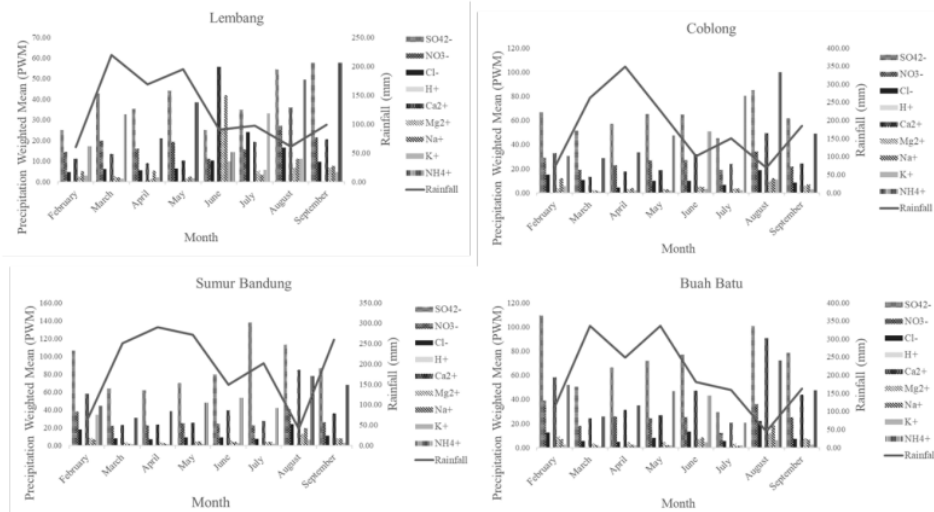 Lembang
Precipitation Weighted Mean (PWM)
70.00
60.00
50.00
40.00
30.00
20.00
10.00
0.00
250.00
200.00
150.00
100.00
50.00
0.00
Rainfall (mm)
February
March
April
May
June
July
August
September
Month
SO42-
NO3-
Cl-
H+
Ca2+
Mg2+
Na+
K+
NH4+
Rainfall
Coblong
Precipitation Weighted Mean (PWM)
120.00
100.00
80.00
60.00
40.00
20.00
0.00
400.00
350.00
300.00
250.00
200.00
150.00
100.00
50.00
0.00
Rainfall (mm)
February
March
April
May
June
July
August
September
Month
SO42-
NO3-
Cl-
H+
Ca2+
Mg2+
Na+
K+
NH4+
Rainfall
Sumur Bandung
Precipitation Weighted Mean (PWM)
160.00
140.00
120.00
100.00
80.00
60.00
40.00
20.00
0.00
350.00
300.00
250.00
200.00
150.00
100.00
50.00
0.00
Rainfall (mm)
February
March
April
May
June
July
August
September
Month
SO42-
NO3-
Cl-
H+
Ca2+
Mg2+
Na+
K+
NH4+
Rainfall
Buah Batu
Precipitation Weighted Mean (PWM)
120.00
100.00
80.00
60.00
40.00
20.00
0.00
400.00
350.00
300.00
250.00
200.00
150.00
100.00
50.00
0.00
Rainfall (mm)
February
March
April
May
June
July
August
September
Month
SO42-
NO3-
Cl-
H+
Ca2+
Mg2+
Na+
K+
NH4+
Rainfall